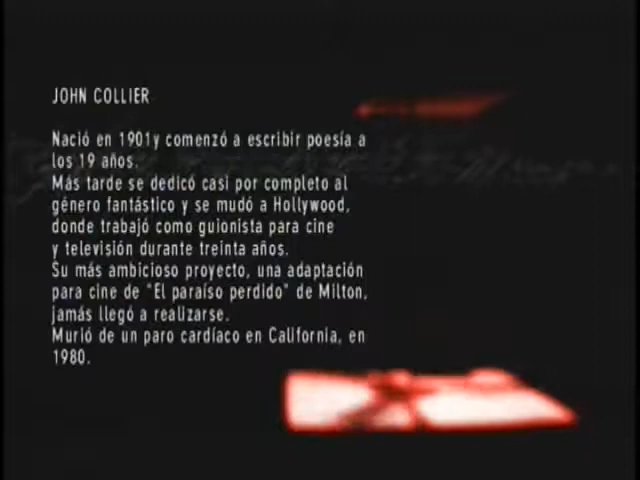 JOHN COLLIER
Nació en 1901y comenzó a escribir poesía a
los 19 años.
Más tarde se dedicó casi por completo al
género fantástico y se mudó a Hollywood,
donde trabajó como guionista para cine
y televisión durante treinta años.
Su más ambicioso proyecto, una adaptación
para cine de "El paraíso perdido" de Milton,
jamás llegó a realizarse.
Murió de un paro cardíaco en California, en
1980.